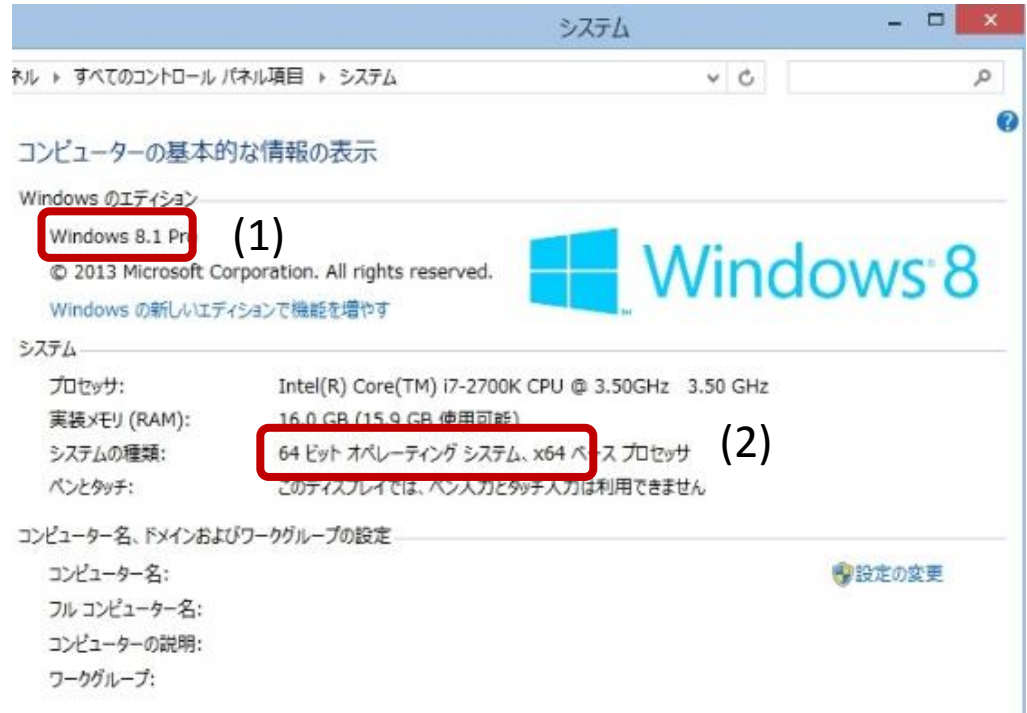 システム
ネル ▸ すべてのコントロール パネル項目 ▸ システム
コンピューターの基本的な情報の表示
Windows のエディション
Windows 8.1 Pro
(1)
© 2013 Microsoft Corporation. All rights reserved.
Windows の新しいエディションで機能を増やす
Windows 8
システム
プロセッサ: Intel(R) Core(TM) i7-2700K CPU @ 3.50GHz 3.50 GHz
実装メモリ (RAM): 16.0 GB (15.9 GB 使用可能)
システムの種類: 64 ビット オペレーティング システム、x64 ベース プロセッサ
(2)
ペンとタッチ: このディスプレイでは、ペン入力とタッチ入力は利用できません
コンピューター名、ドメインおよびワークグループの設定
コンピューター名:
設定の変更
フル コンピューター名:
コンピューターの説明:
ワークグループ: